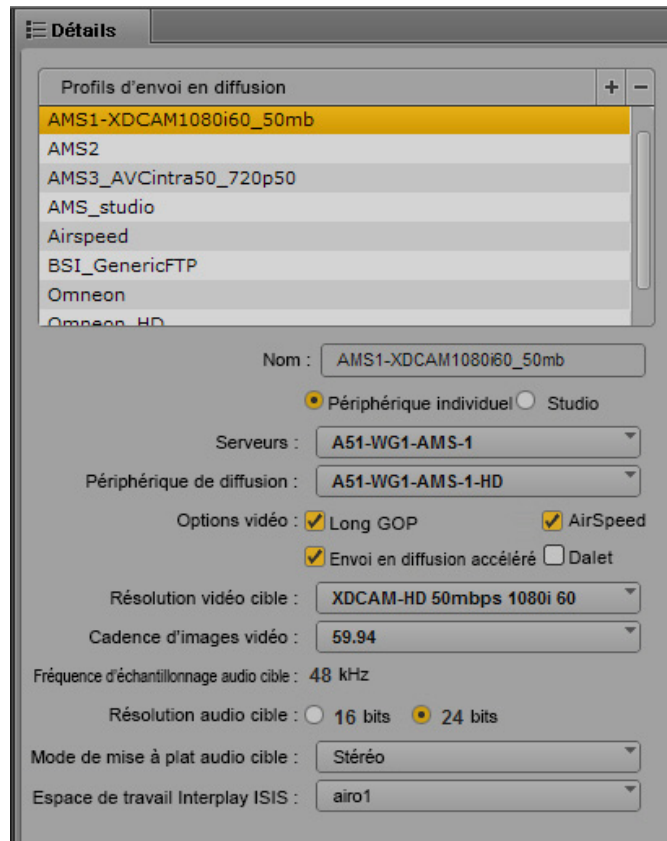 Détails
Profils d'envoi en diffusion + −
AMS1-XDCAM1080i60_50mb
AMS2
AMS3_AVCintra50_720p50
AMS_studio
Airspeed
BSI_GenericFTP
Omneon
Omneon_HD
Nom : AMS1-XDCAM1080i60_50mb
Périphérique individuel Studio
Serveurs : A51-WG1-AMS-1
Périphérique de diffusion : A51-WG1-AMS-1-HD
Options vidéo : Long GOP AirSpeed
Envoi en diffusion accéléré Dalet
Résolution vidéo cible : XDCAM-HD 50mbps 1080i 60
Cadence d'images vidéo : 59.94
Fréquence d'échantillonnage audio cible : 48 kHz
Résolution audio cible : 16 bits 24 bits
Mode de mise à plat audio cible : Stéréo
Espace de travail Interplay ISIS : airo1